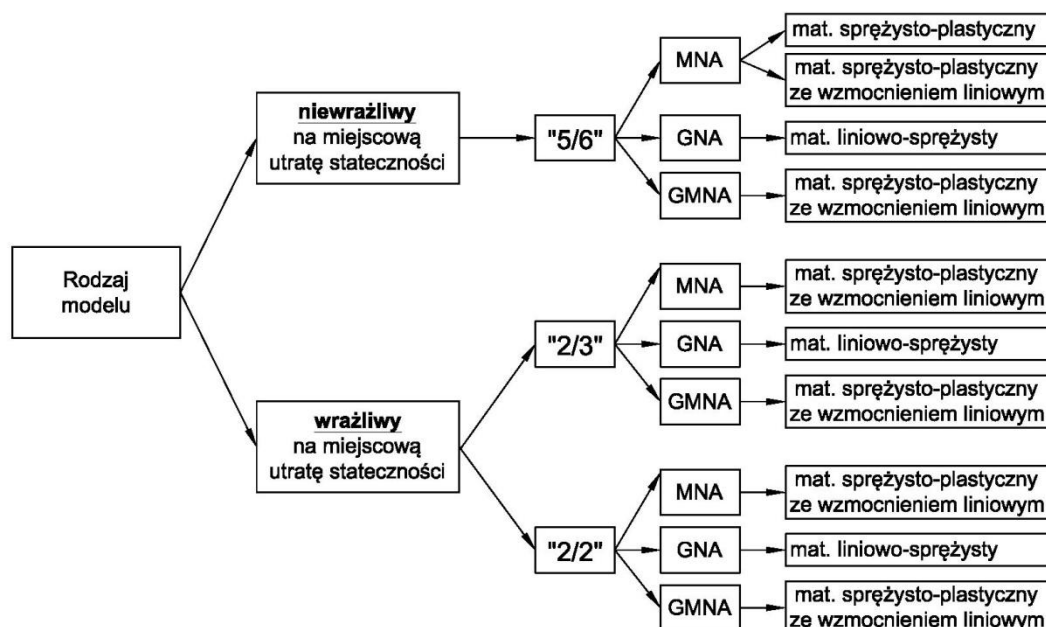 Rodzaj
modelu
niewrażliwy
na miejscową
utratę stateczności
"5/6"
MNA
mat. sprężysto-plastyczny
mat. sprężysto-plastyczny
ze wzmocnieniem liniowym
GNA
mat. liniowo-sprężysty
GMNA
mat. sprężysto-plastyczny
ze wzmocnieniem liniowym
wrażliwy
na miejscową
utratę stateczności
"2/3"
MNA
mat. sprężysto-plastyczny
ze wzmocnieniem liniowym
GNA
mat. liniowo-sprężysty
GMNA
mat. sprężysto-plastyczny
ze wzmocnieniem liniowym
"2/2"
MNA
mat. sprężysto-plastyczny
ze wzmocnieniem liniowym
GNA
mat. liniowo-sprężysty
GMNA
mat. sprężysto-plastyczny
ze wzmocnieniem liniowym